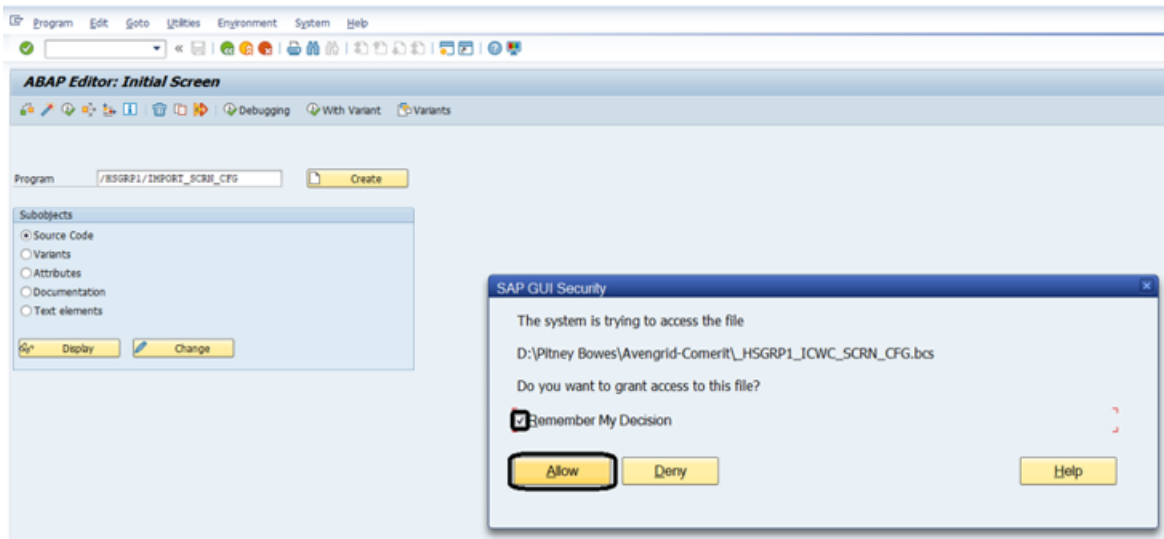 Program Edit Goto Utilities Environment System Help
ABAP Editor: Initial Screen
Debugging With Variant Variants
Program /HSGRP1/IMPORT_SCRN_CFG Create
Subobjects
Source Code
Variants
Attributes
Documentation
Text elements
Display Change
SAP GUI Security
The system is trying to access the file
D:\Pitney Bowes\Avengrid-Comerit\_HSGRP1_ICWC_SCRN_CFG.bcs
Do you want to grant access to this file?
Remember My Decision
Allow Deny Help